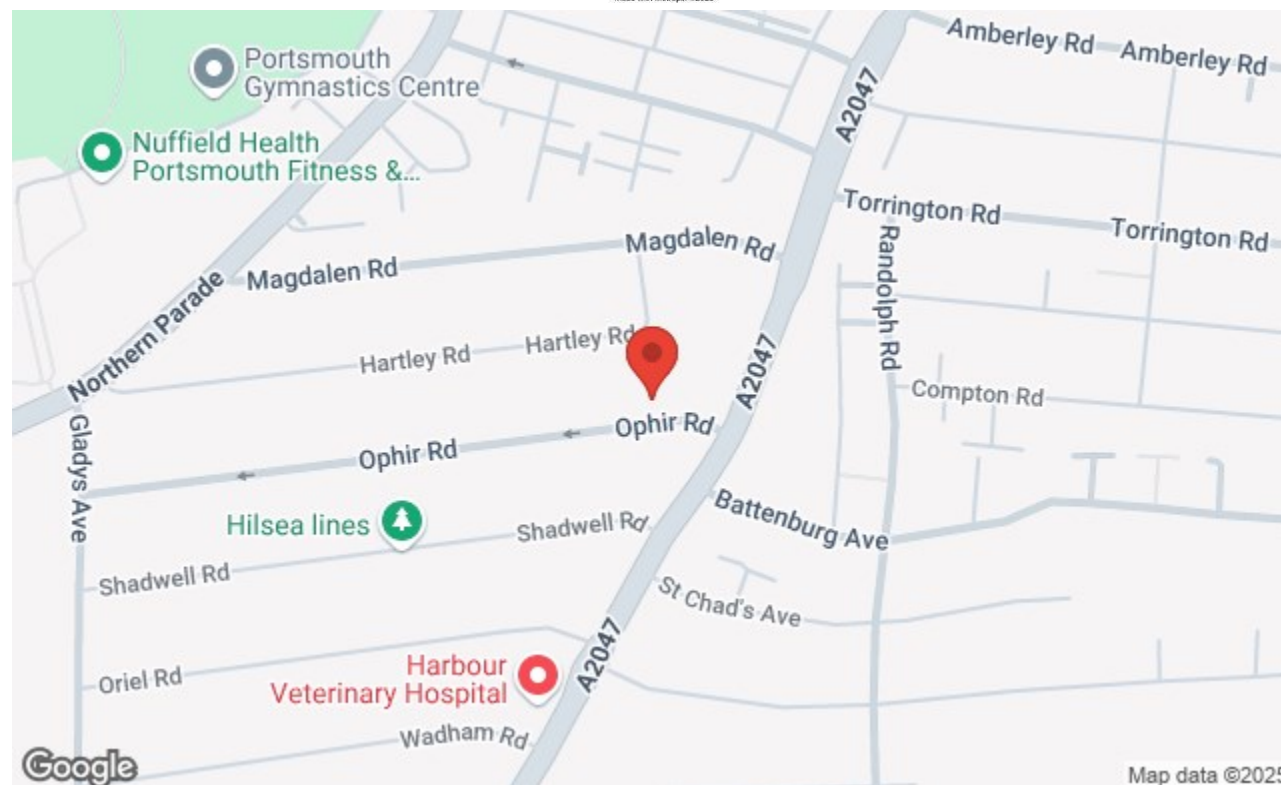 Amberley Rd
Amberley Rd
Portsmouth
Gymnastics Centre
A2047
Nuffield Health
Portsmouth Fitness &...
Torrington Rd
Torrington Rd
Magdalen Rd
Magdalen Rd
Randolph Rd
Northern Parade
Hartley Rd
Hartley Rd
A2047
Compton Rd
Ophir Rd
Ophir Rd
Gladys Ave
Battenburg Ave
Hilsea lines
Shadwell Rd
Shadwell Rd
St Chad's Ave
A2047
Harbour
Veterinary Hospital
Oriel Rd
Wadham Rd
Google
Map data ©2025